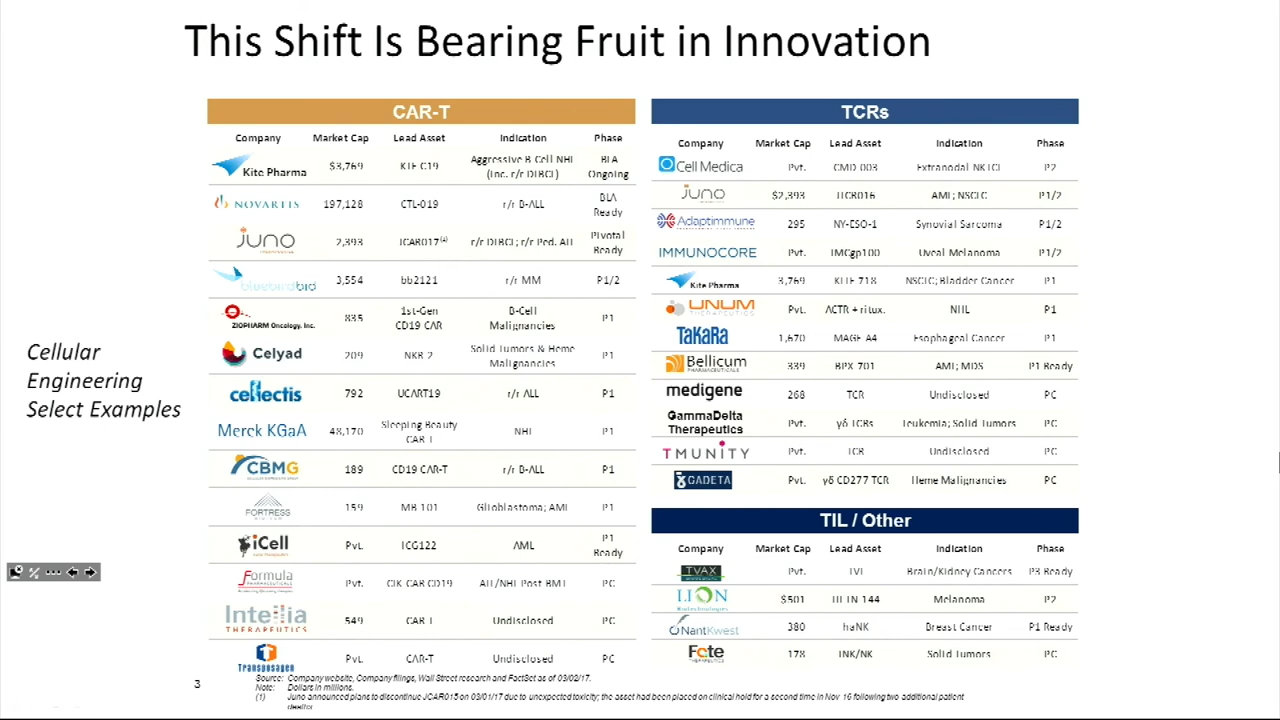 This Shift Is Bearing Fruit in Innovation
Cellular
Engineering
Select Examples
CAR-T
Company Market Cap Lead Asset Indication Phase
Kite Pharma $3,769 KTE C19 Aggressive B Cell NHL (Inc. r/r DLBCL) BLA Ongoing
NOVARTIS 197,128 CTL-019 r/r B-ALL BLA Ready
JUNO THERAPEUTICS 2,393 JCAR017(1) r/r DLBCL; r/r Ped. ALL Pivotal Ready
bluebirdbio 3,554 bb2121 r/r MM P1/2
ZIOPHARM Oncology, Inc. 835 1st-Gen CD19 CAR B-Cell Malignancies P1
Celyad 209 NKR 2 Solid Tumors & Heme Malignancies P1
cellectis 792 UCART19 r/r ALL P1
Merck KGaA 48,170 Sleeping Beauty CAR T NHL P1
CBMG 189 CD19 CAR-T r/r B-ALL P1
FORTRESS BIOTECH 159 MB 101 Glioblastoma; AML P1
iCell Pvt. ICG122 AML P1 Ready
Formula PHARMACEUTICALS Pvt. CIK CAR CD19 ALL/NHL Post BMT PC
Intellia THERAPEUTICS 549 CAR T Undisclosed PC
Transposagen Pvt. CAR-T Undisclosed PC
TCRs
Company Market Cap Lead Asset Indication Phase
Cell Medica Pvt. CMD 003 Extranodal NKTCL P2
JUNO $2,393 JTCR016 AML; NSCLC P1/2
Adaptimmune 295 NY-ESO-1 Synovial Sarcoma P1/2
IMMUNOCORE Pvt. IMCgp100 Uveal Melanoma P1/2
Kite Pharma 3,769 KITE 718 NSCLC; Bladder Cancer P1
UNUM THERAPEUTICS Pvt. ACTR + ritux. NHL P1
TaKaRa 1,670 MAGE A4 Esophageal Cancer P1
Bellicum PHARMACEUTICALS 339 BPX 701 AML; MDS P1 Ready
medigene 268 TCR Undisclosed PC
GammaDelta Therapeutics Pvt. γδ TCRs Leukemia; Solid Tumors PC
TMUNITY Pvt. TCR Undisclosed PC
GADETA Pvt. γδ CD277 TCR Heme Malignancies PC
TIL / Other
Company Market Cap Lead Asset Indication Phase
TVAX Pvt. TVI Brain/Kidney Cancers P3 Ready
LION Biotechnologies $501 TIL LN 144 Melanoma P2
NantKwest 380 haNK Breast Cancer P1 Ready
Fate THERAPEUTICS 178 iNK/NK Solid Tumors PC
3
Source: Company website, Company filings, Wall Street research and FactSet as of 03/02/17.
Note: Dollars in millions.
(1) Juno announced plans to discontinue JCAR015 on 03/01/17 due to unexpected toxicity; the asset had been placed on clinical hold for a second time in Nov 16 following two additional patient
deaths